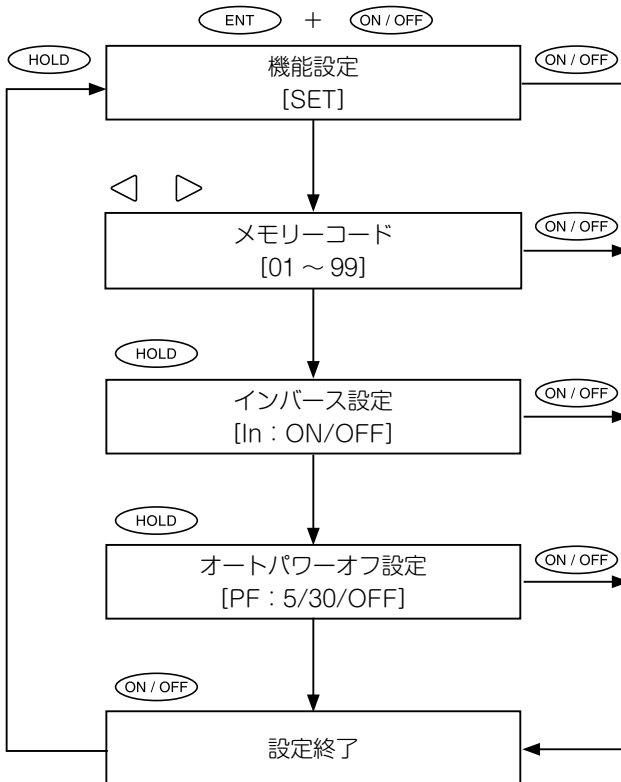 ENT + ON / OFF
HOLD
機能設定
[SET]
ON / OFF
メモリーコード
[01 ～ 99]
ON / OFF
HOLD
インバース設定
[In：ON/OFF]
ON / OFF
HOLD
オートパワーオフ設定
[PF：5/30/OFF]
ON / OFF
ON / OFF
設定終了